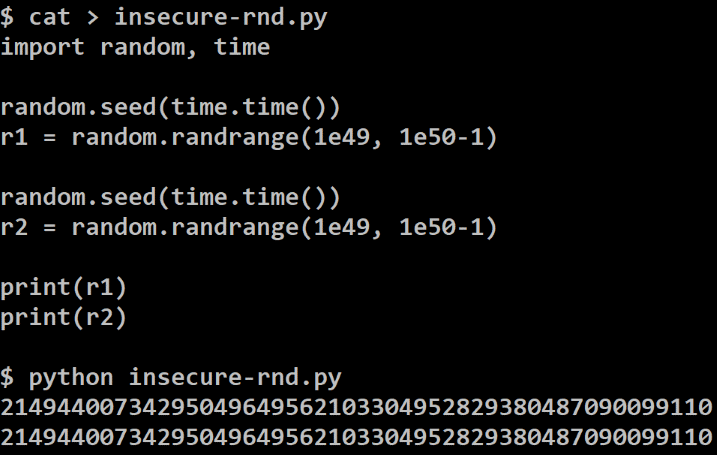 $ cat > insecure-rnd.py
import random, time
random.seed(time.time())
r1 = random.randrange(1e49, 1e50-1)
random.seed(time.time())
r2 = random.randrange(1e49, 1e50-1)
print(r1)
print(r2)
$ python insecure-rnd.py
21494400734295049649562103304952829380487090099110
21494400734295049649562103304952829380487090099110